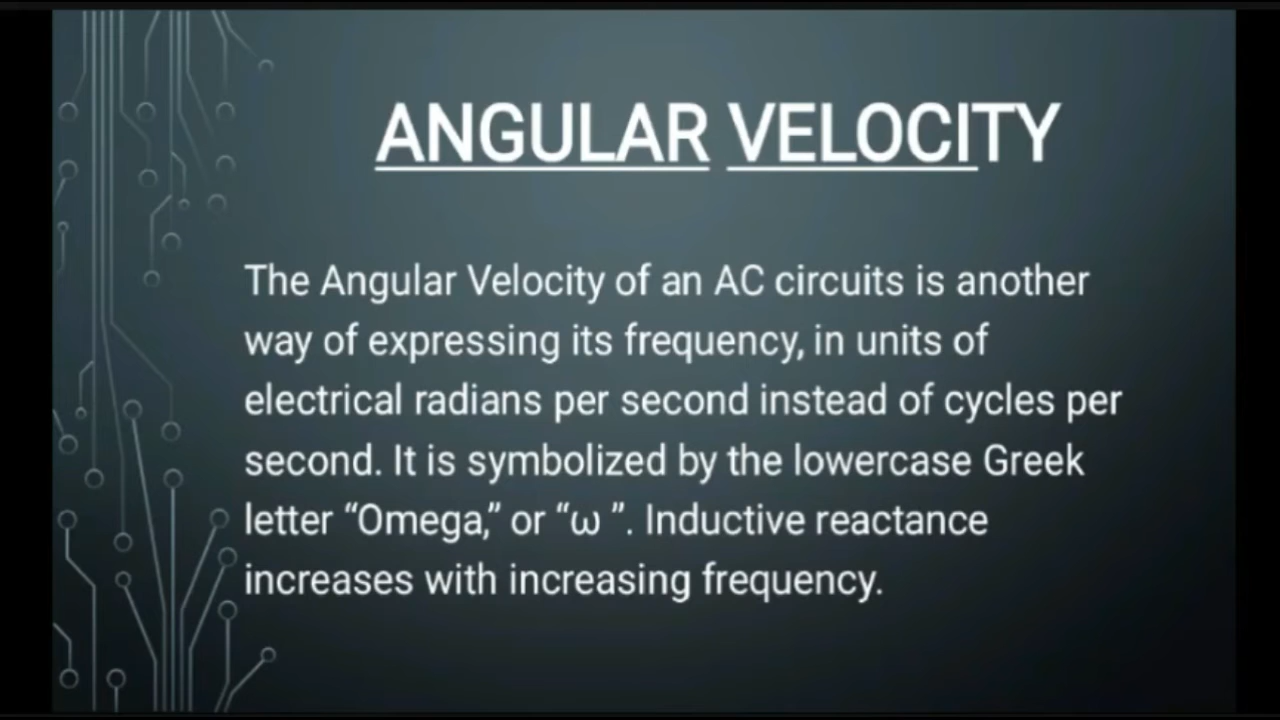 ANGULAR VELOCITY
The Angular Velocity of an AC circuits is another
way of expressing its frequency, in units of
electrical radians per second instead of cycles per
second. It is symbolized by the lowercase Greek
letter “Omega,” or “ω ”. Inductive reactance
increases with increasing frequency.